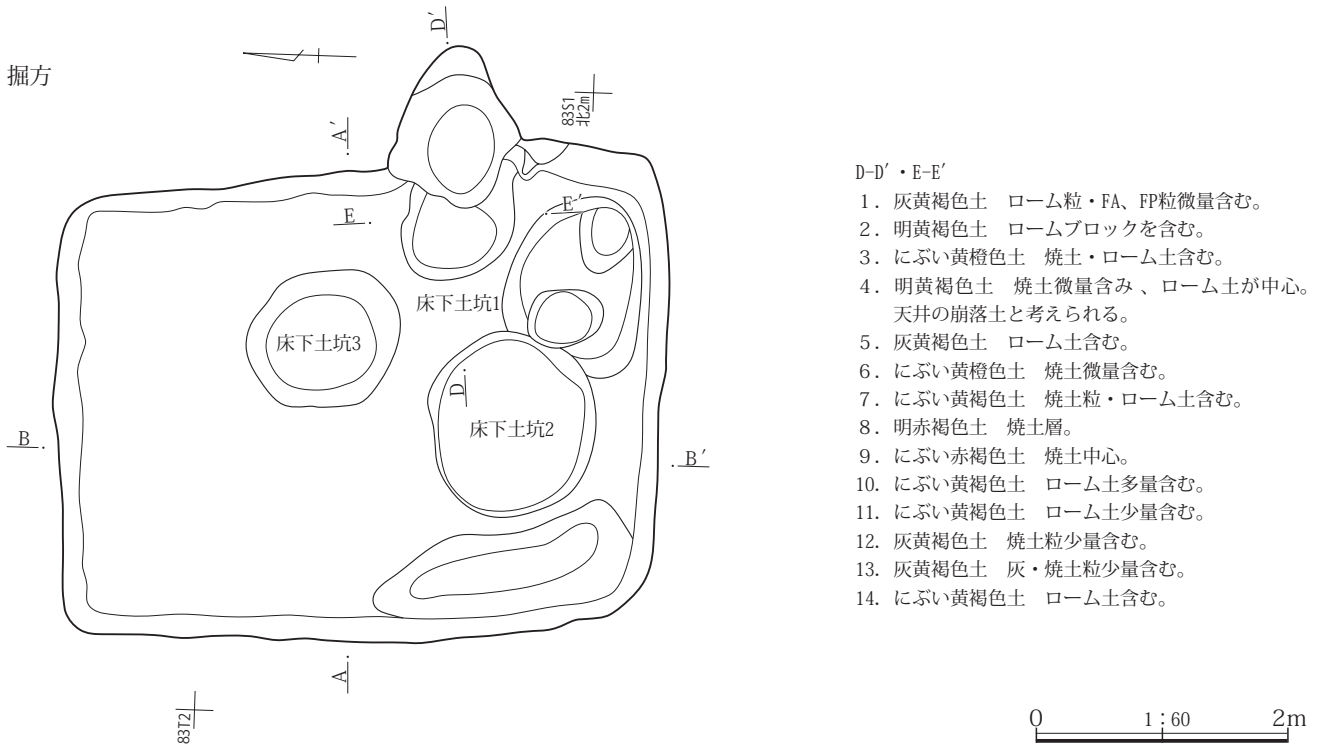 掘方
D′
83S1
北2m
A′
E
E′
床下土坑1
床下土坑3
D
床下土坑2
B
B′
A
83T2
D-D′・E-E′
1. 灰黄褐色土　ローム粒・FA、FP粒微量含む。
2. 明黄褐色土　ロームブロックを含む。
3. にぶい黄橙色土　焼土・ローム土含む。
4. 明黄褐色土　焼土微量含み 、ローム土が中心。
天井の崩落土と考えられる。
5. 灰黄褐色土　ローム土含む。
6. にぶい黄橙色土　焼土微量含む。
7. にぶい黄褐色土　焼土粒・ローム土含む。
8. 明赤褐色土　焼土層。
9. にぶい赤褐色土　焼土中心。
10. にぶい黄褐色土　ローム土多量含む。
11. にぶい黄褐色土　ローム土少量含む。
12. 灰黄褐色土　焼土粒少量含む。
13. 灰黄褐色土　灰・焼土粒少量含む。
14. にぶい黄褐色土　ローム土含む。
0 1：60 2m